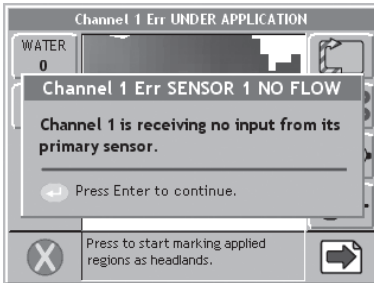 Channel 1 Err UNDER APPLICATION
WATER
0
Channel 1 Err SENSOR 1 NO FLOW
Channel 1 is receiving no input from its
primary sensor.
Press Enter to continue.
Press to start marking applied
regions as headlands.